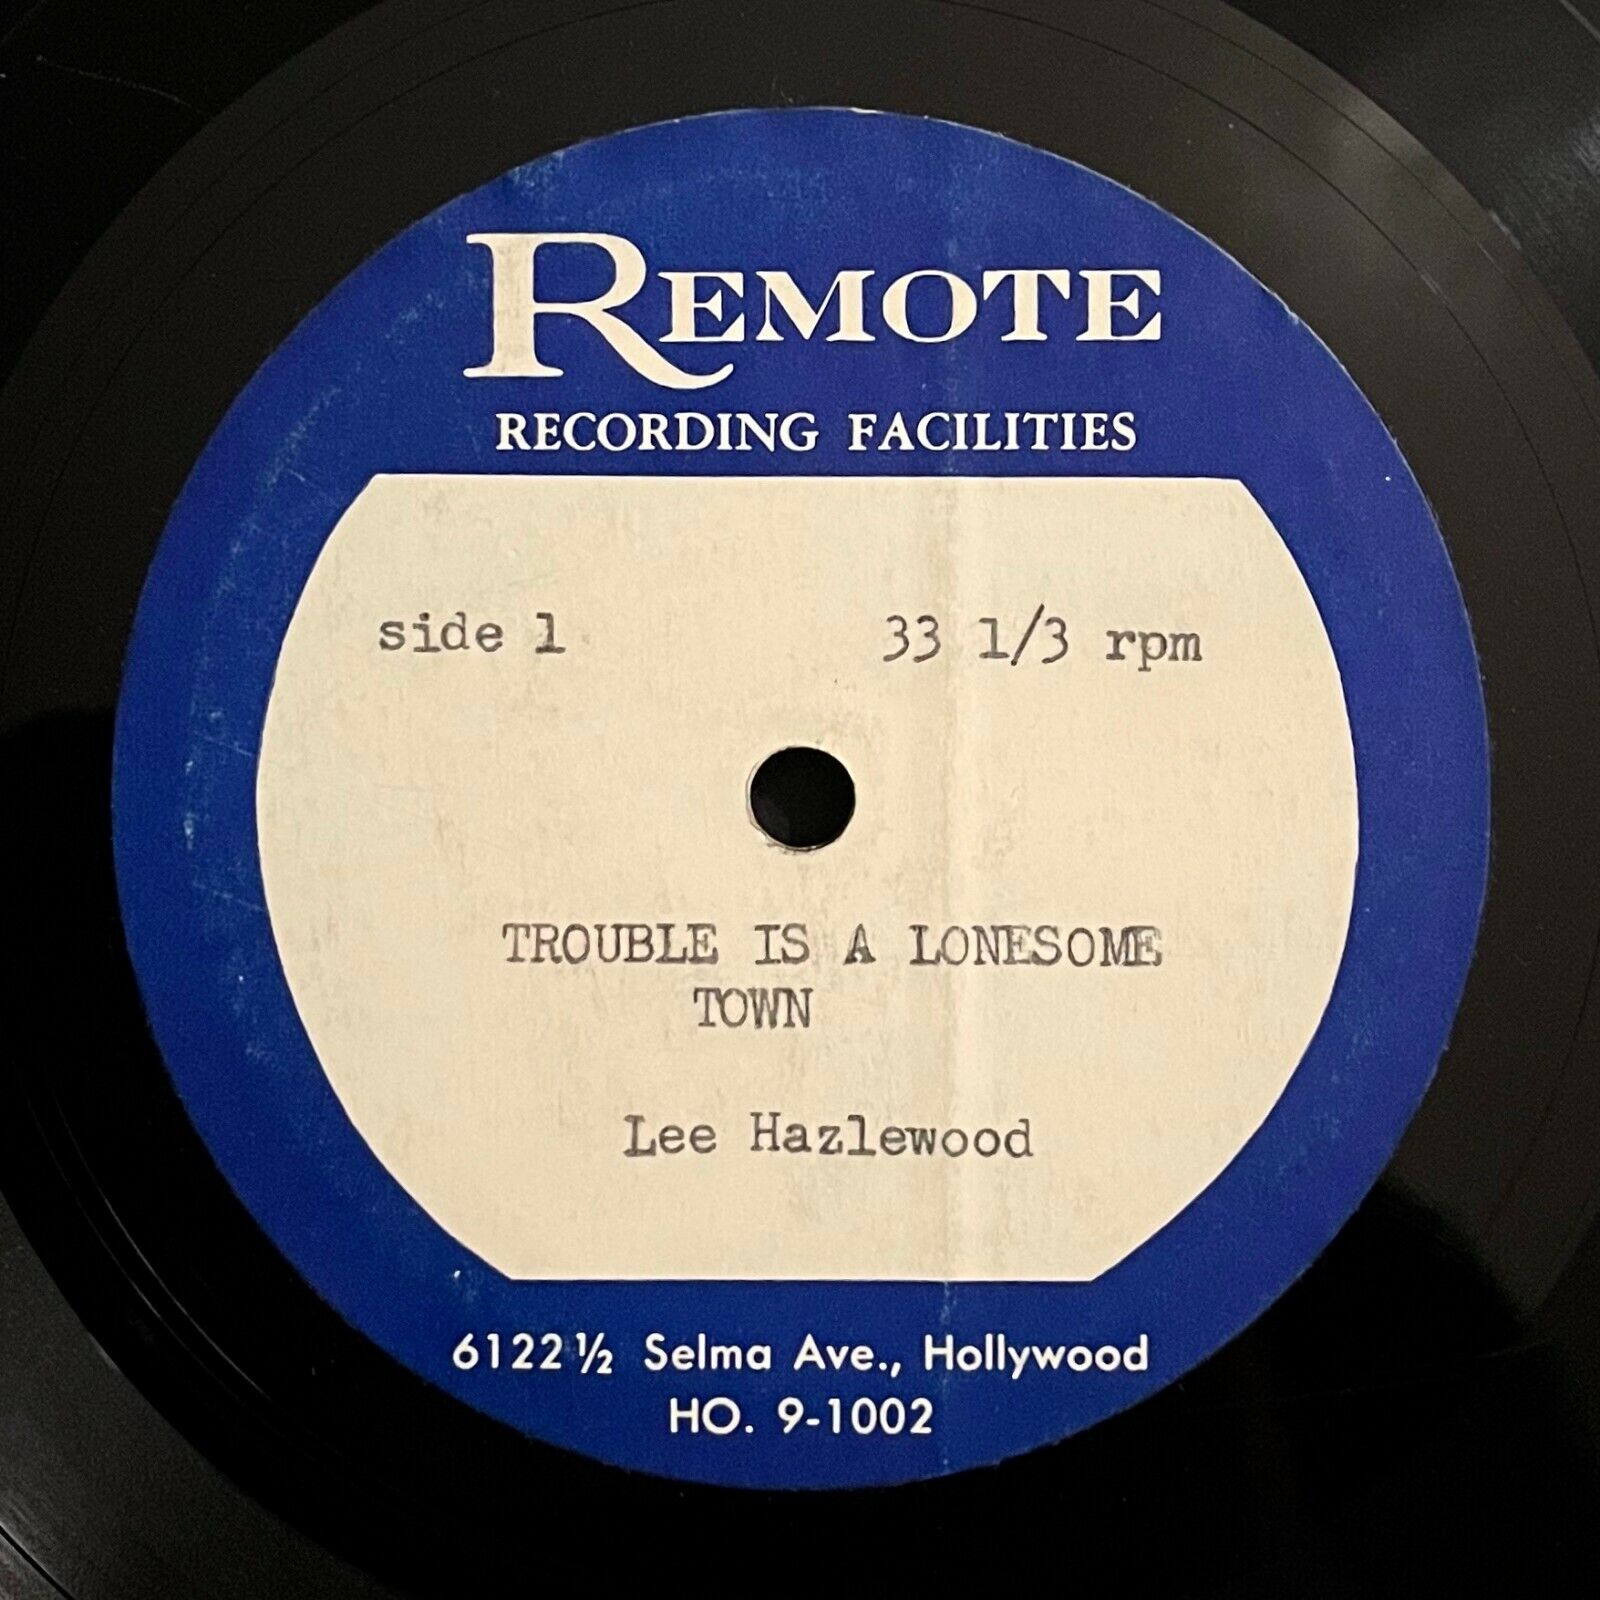 REMOTE
RECORDING FACILITIES
side 1 33 1/3 rpm
TROUBLE IS A LONESOME
TOWN
Lee Hazlewood
6122 ½ Selma Ave., Hollywood
HO. 9-1002